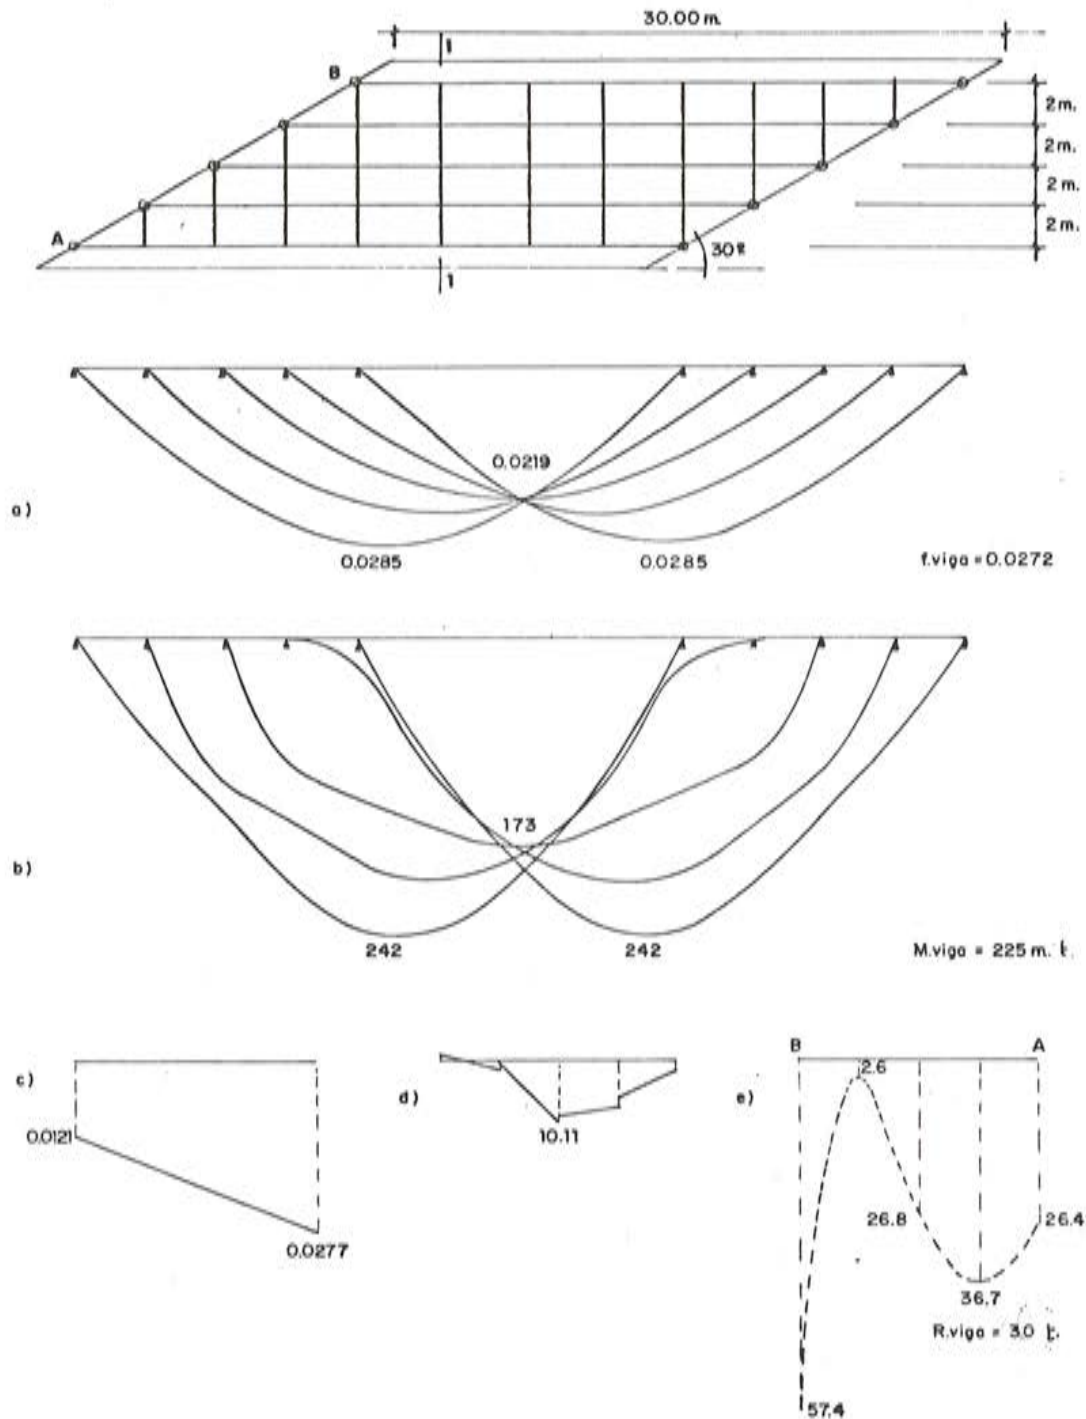 30.00 m.
1
B
2 m.
2 m.
2 m.
2 m.
A
30º
1
0.0219
a)
0.0285
0.0285
f.viga = 0.0272
173
b)
242
242
M.viga = 225 m. t.
c)
0.0121
0.0277
d)
10.11
B
A
e)
2.6
26.8
26.4
36.7
R.viga = 30 t.
57.4